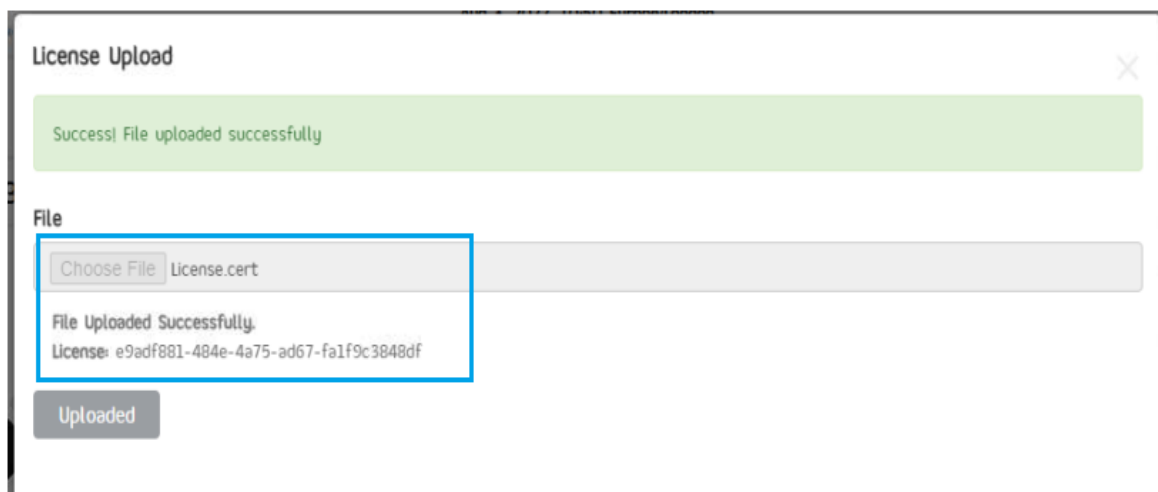 License Upload
Success! File uploaded successfully
File
Choose File License.cert
File Uploaded Successfully.
License: e9adf881-484e-4a75-ad67-fa1f9c3848df
Uploaded